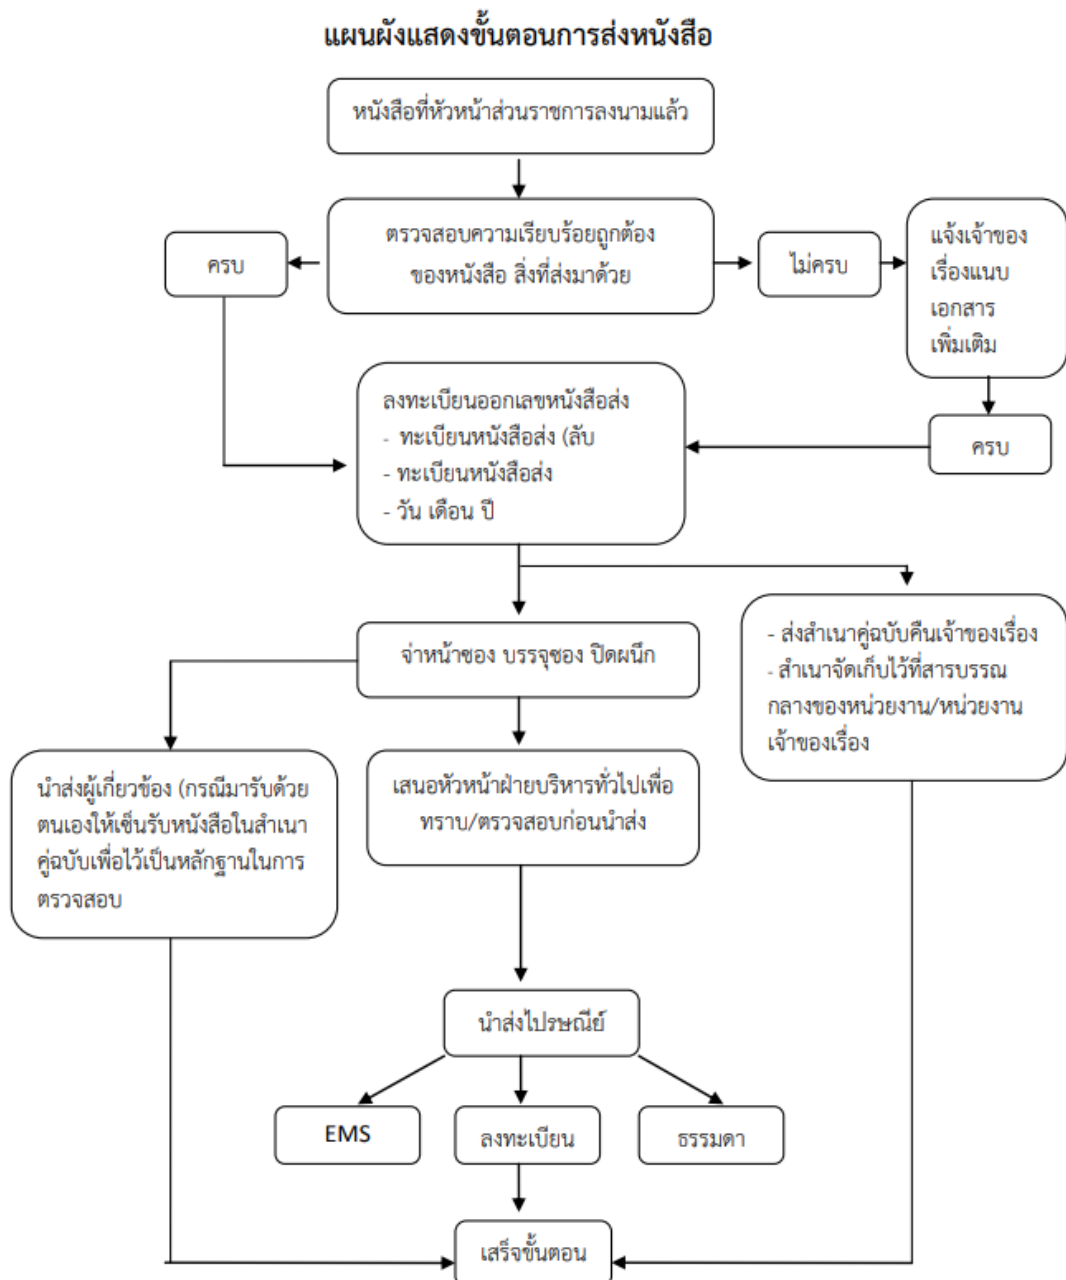 แผนผังแสดงขั้นตอนการส่งหนังสือ
หนังสือที่หัวหน้าส่วนราชการลงนามแล้ว
ตรวจสอบความเรียบร้อยถูกต้อง
ของหนังสือ สิ่งที่ส่งมาด้วย
ครบ
ไม่ครบ
แจ้งเจ้าของ
เรื่องแนบ
เอกสาร
เพิ่มเติม
ครบ
ลงทะเบียนออกเลขหนังสือส่ง
- ทะเบียนหนังสือส่ง (ลับ
- ทะเบียนหนังสือส่ง
- วัน เดือน ปี
จ่าหน้าซอง บรรจุซอง ปิดผนึก
- ส่งสำเนาคู่ฉบับคืนเจ้าของเรื่อง
- สำเนาจัดเก็บไว้ที่สารบรรณ
กลางของหน่วยงาน/หน่วยงาน
เจ้าของเรื่อง
นำส่งผู้เกี่ยวข้อง (กรณีมารับด้วย
ตนเองให้เซ็นรับหนังสือในสำเนา
คู่ฉบับเพื่อไว้เป็นหลักฐานในการ
ตรวจสอบ
เสนอหัวหน้าฝ่ายบริหารทั่วไปเพื่อ
ทราบ/ตรวจสอบก่อนนำส่ง
นำส่งไปรษณีย์
EMS
ลงทะเบียน
ธรรมดา
เสร็จขั้นตอน